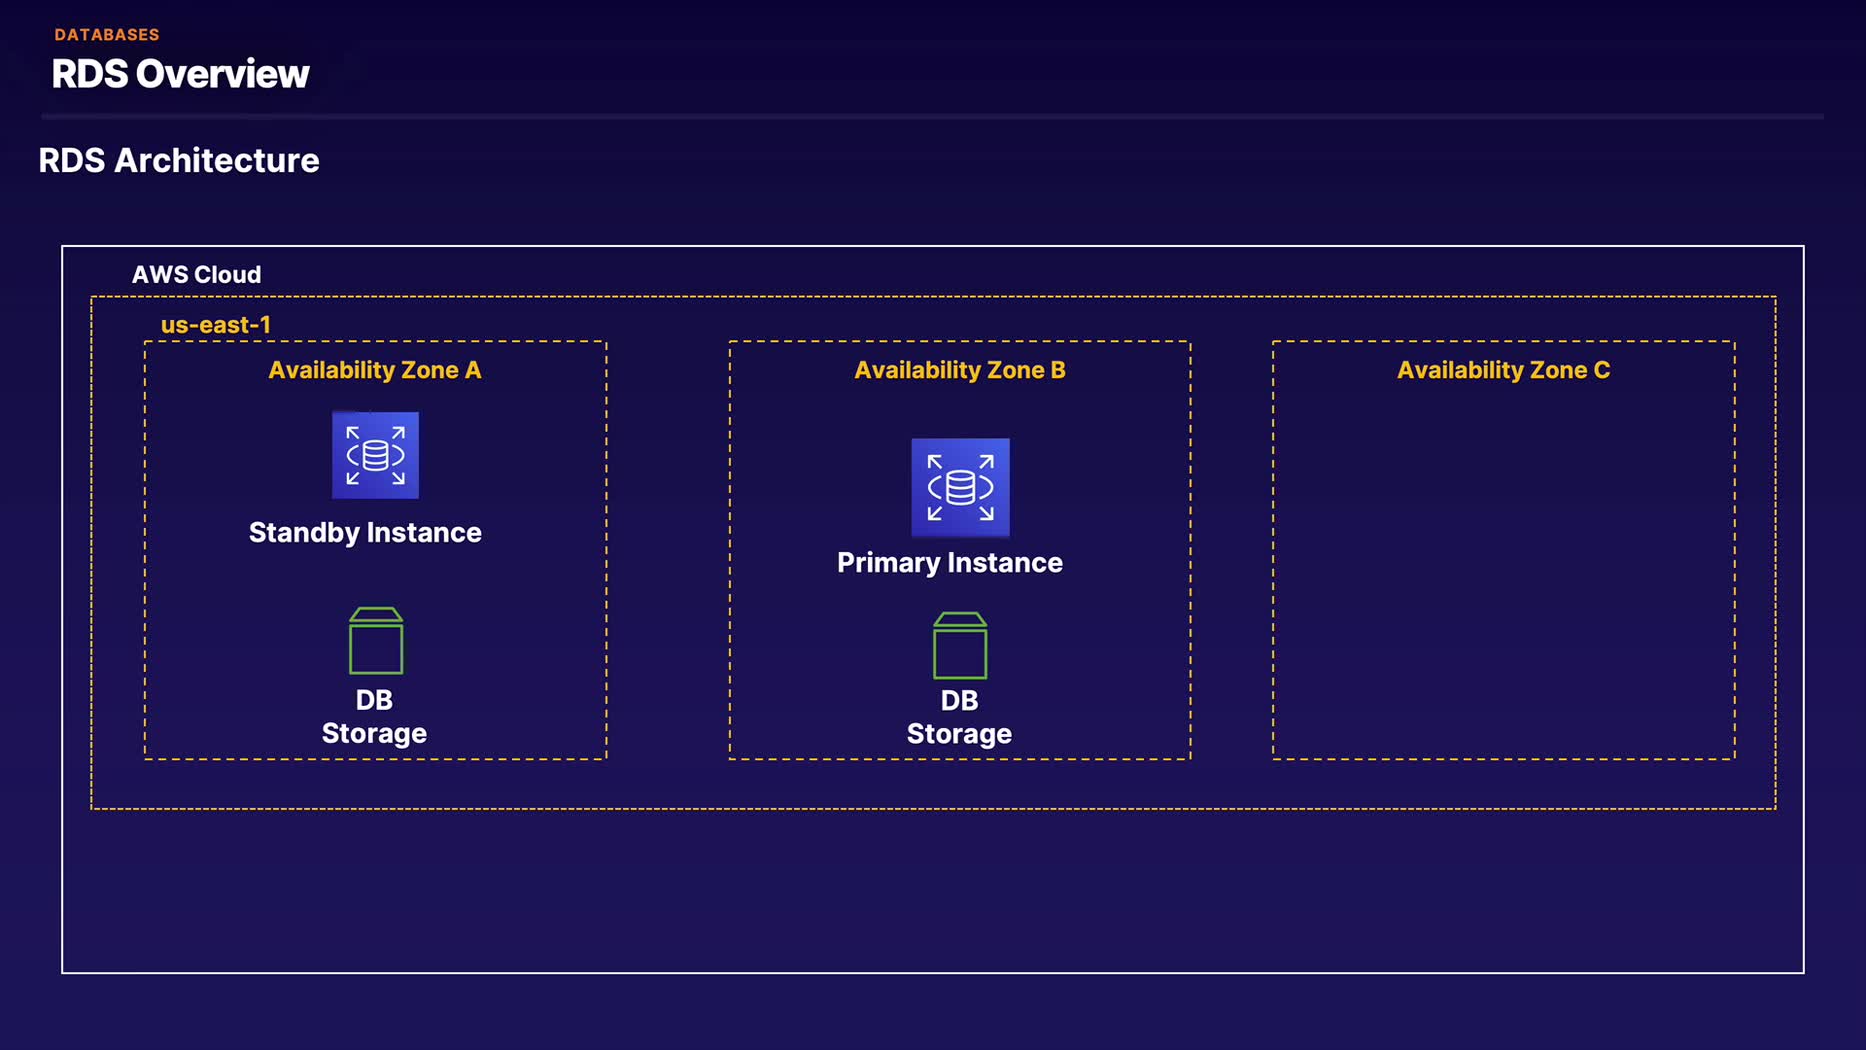 DATABASES
RDS Overview
RDS Architecture
AWS Cloud
us-east-1
Availability Zone A
Standby Instance
DB
Storage
Availability Zone B
Primary Instance
DB
Storage
Availability Zone C